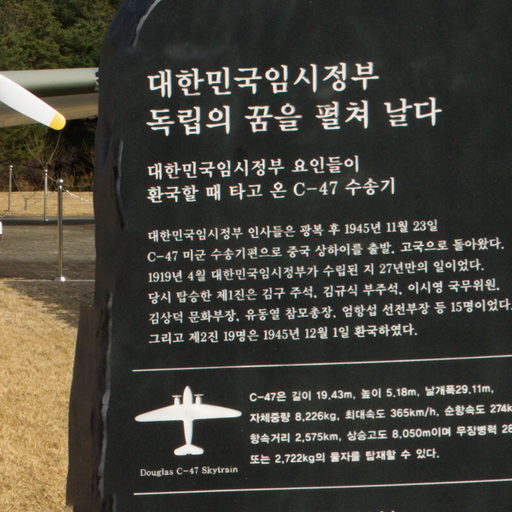 대한민국임시정부
독립의 꿈을 펼쳐 날다
대한민국임시정부 요인들이
환국할 때 타고 온 C-47 수송기
대한민국임시정부 인사들은 광복 후 1945년 11월 23일
C-47 미군 수송기편으로 중국 상하이를 출발, 고국으로 돌아왔다.
1919년 4월 대한민국임시정부가 수립된 지 27년만의 일이었다.
당시 탑승한 제1진은 김구 주석, 김규식 부주석, 이시영 국무위원,
김상덕 문화부장, 유동열 참모총장, 엄항섭 선전부장 등 15명이었다.
그리고 제2진 19명은 1945년 12월 1일 환국하였다.
C-47은 길이 19.43m, 높이 5.18m, 날개폭29.11m,
자체중량 8,226kg, 최대속도 365km/h, 순항속도 274k
항속거리 2,575km, 상승고도 8,050m이며 무장병력 28
또는 2,722kg의 물자를 탑재할 수 있다.
Douglas C-47 Skytrain